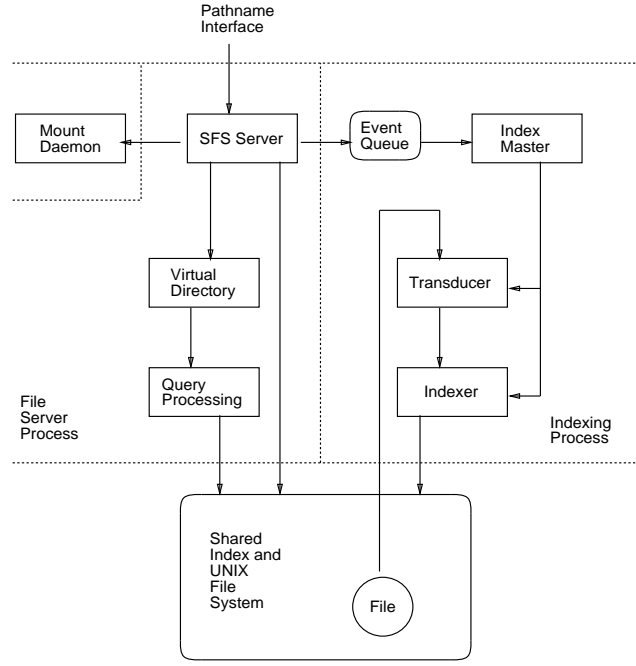 Pathname
Interface
Mount
Daemon
SFS Server
Event
Queue
Index
Master
Virtual
Directory
Transducer
Query
Processing
Indexer
File
Server
Process
Indexing
Process
Shared
Index and
UNIX
File
System
File